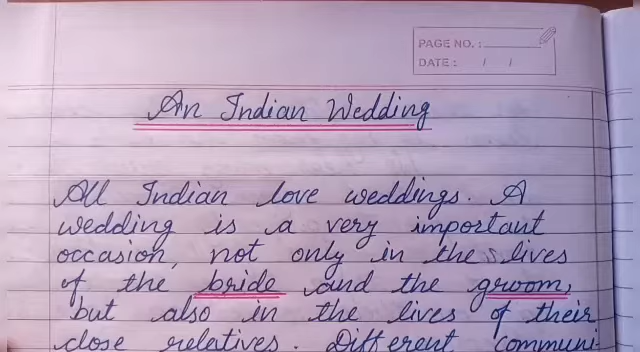 PAGE NO. :
DATE : / /
An Indian Wedding
All Indian love weddings. A
wedding is a very important
occasion, not only in the lives
of the bride and the groom,
but also in the lives of their
close relatives. Different communi-